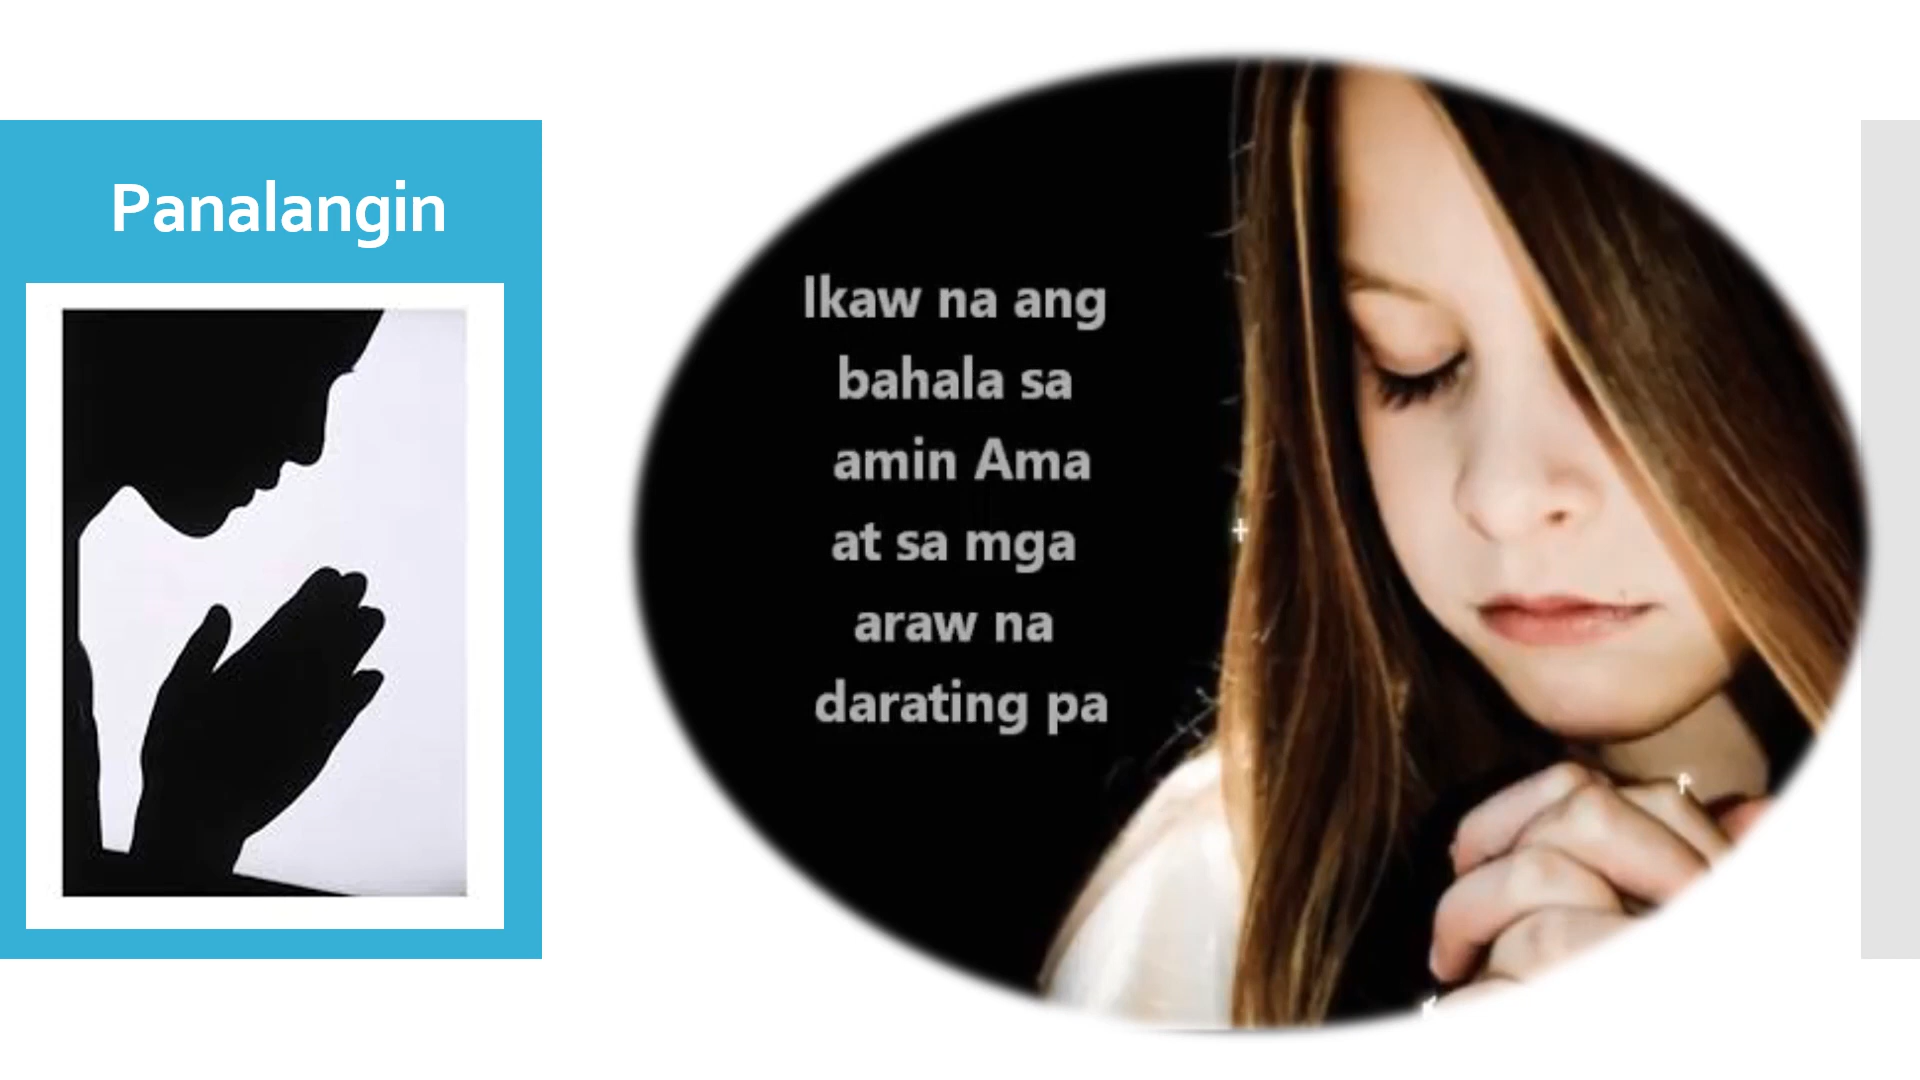 Panalangin
Ikaw na ang
bahala sa
amin Ama
at sa mga
araw na
darating pa